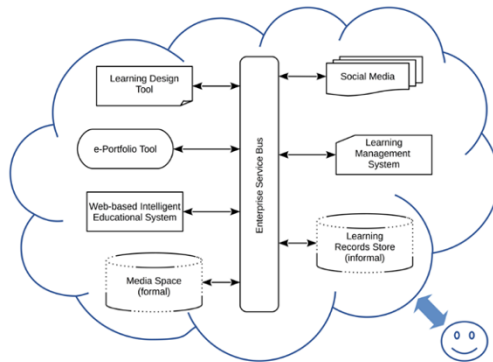 Learning Design
Tool
e-Portfolio Tool
Web-based Intelligent
Educational System
Media Space
(formal)
Enterprise Service Bus
Social Media
Learning
Management
System
Learning
Records Store
(informal)